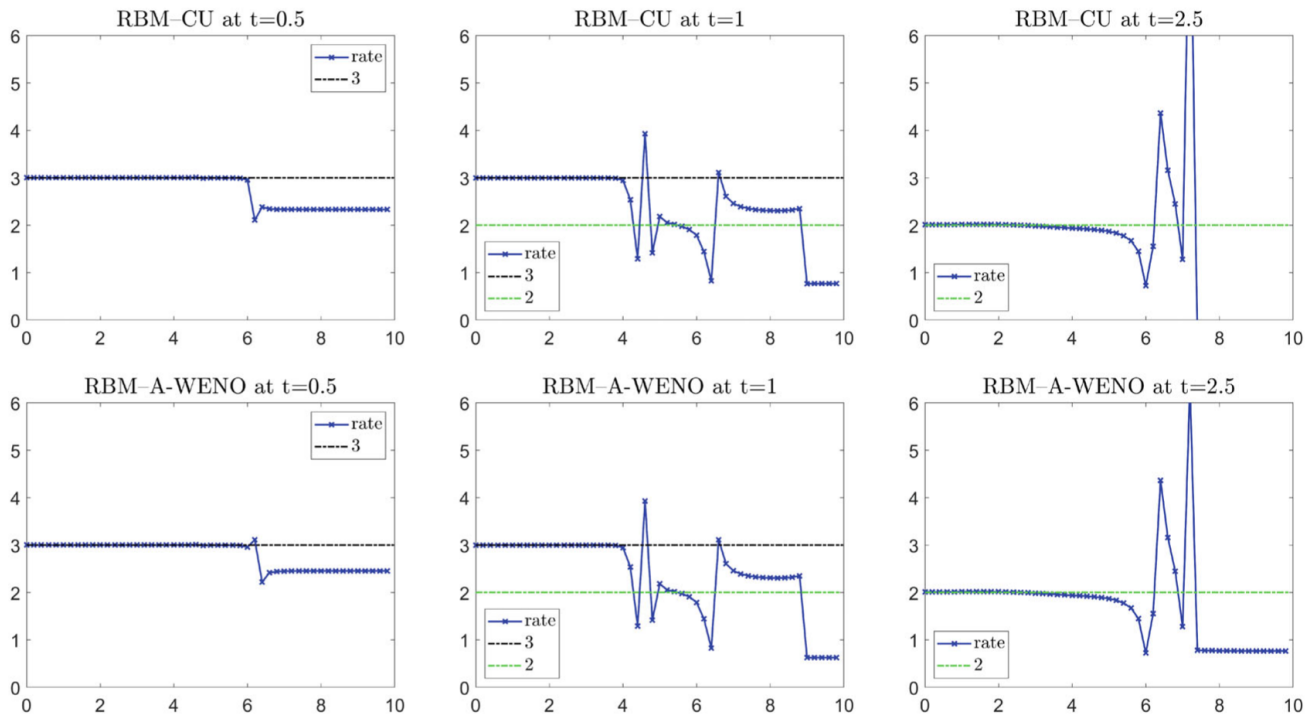 RBM–CU at t=0.5
6
5
4
3
2
1
0
0 2 4 6 8 10
rate
3
RBM–CU at t=1
6
5
4
3
2
1
0
0 2 4 6 8 10
rate
3
2
RBM–CU at t=2.5
6
5
4
3
2
1
0
0 2 4 6 8 10
rate
2
RBM–A-WENO at t=0.5
6
5
4
3
2
1
0
0 2 4 6 8 10
rate
3
RBM–A-WENO at t=1
6
5
4
3
2
1
0
0 2 4 6 8 10
rate
3
2
RBM–A-WENO at t=2.5
6
5
4
3
2
1
0
0 2 4 6 8 10
rate
2